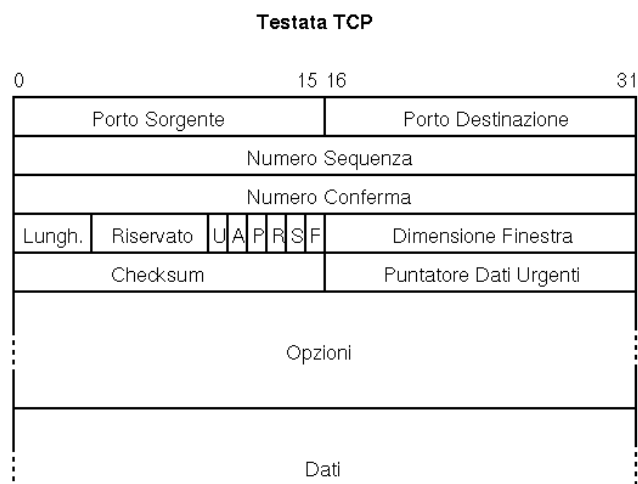 Testata TCP
0 15 16 31
Porto Sorgente Porto Destinazione
Numero Sequenza
Numero Conferma
Lungh. Riservato U A P R S F Dimensione Finestra
Checksum Puntatore Dati Urgenti
Opzioni
Dati